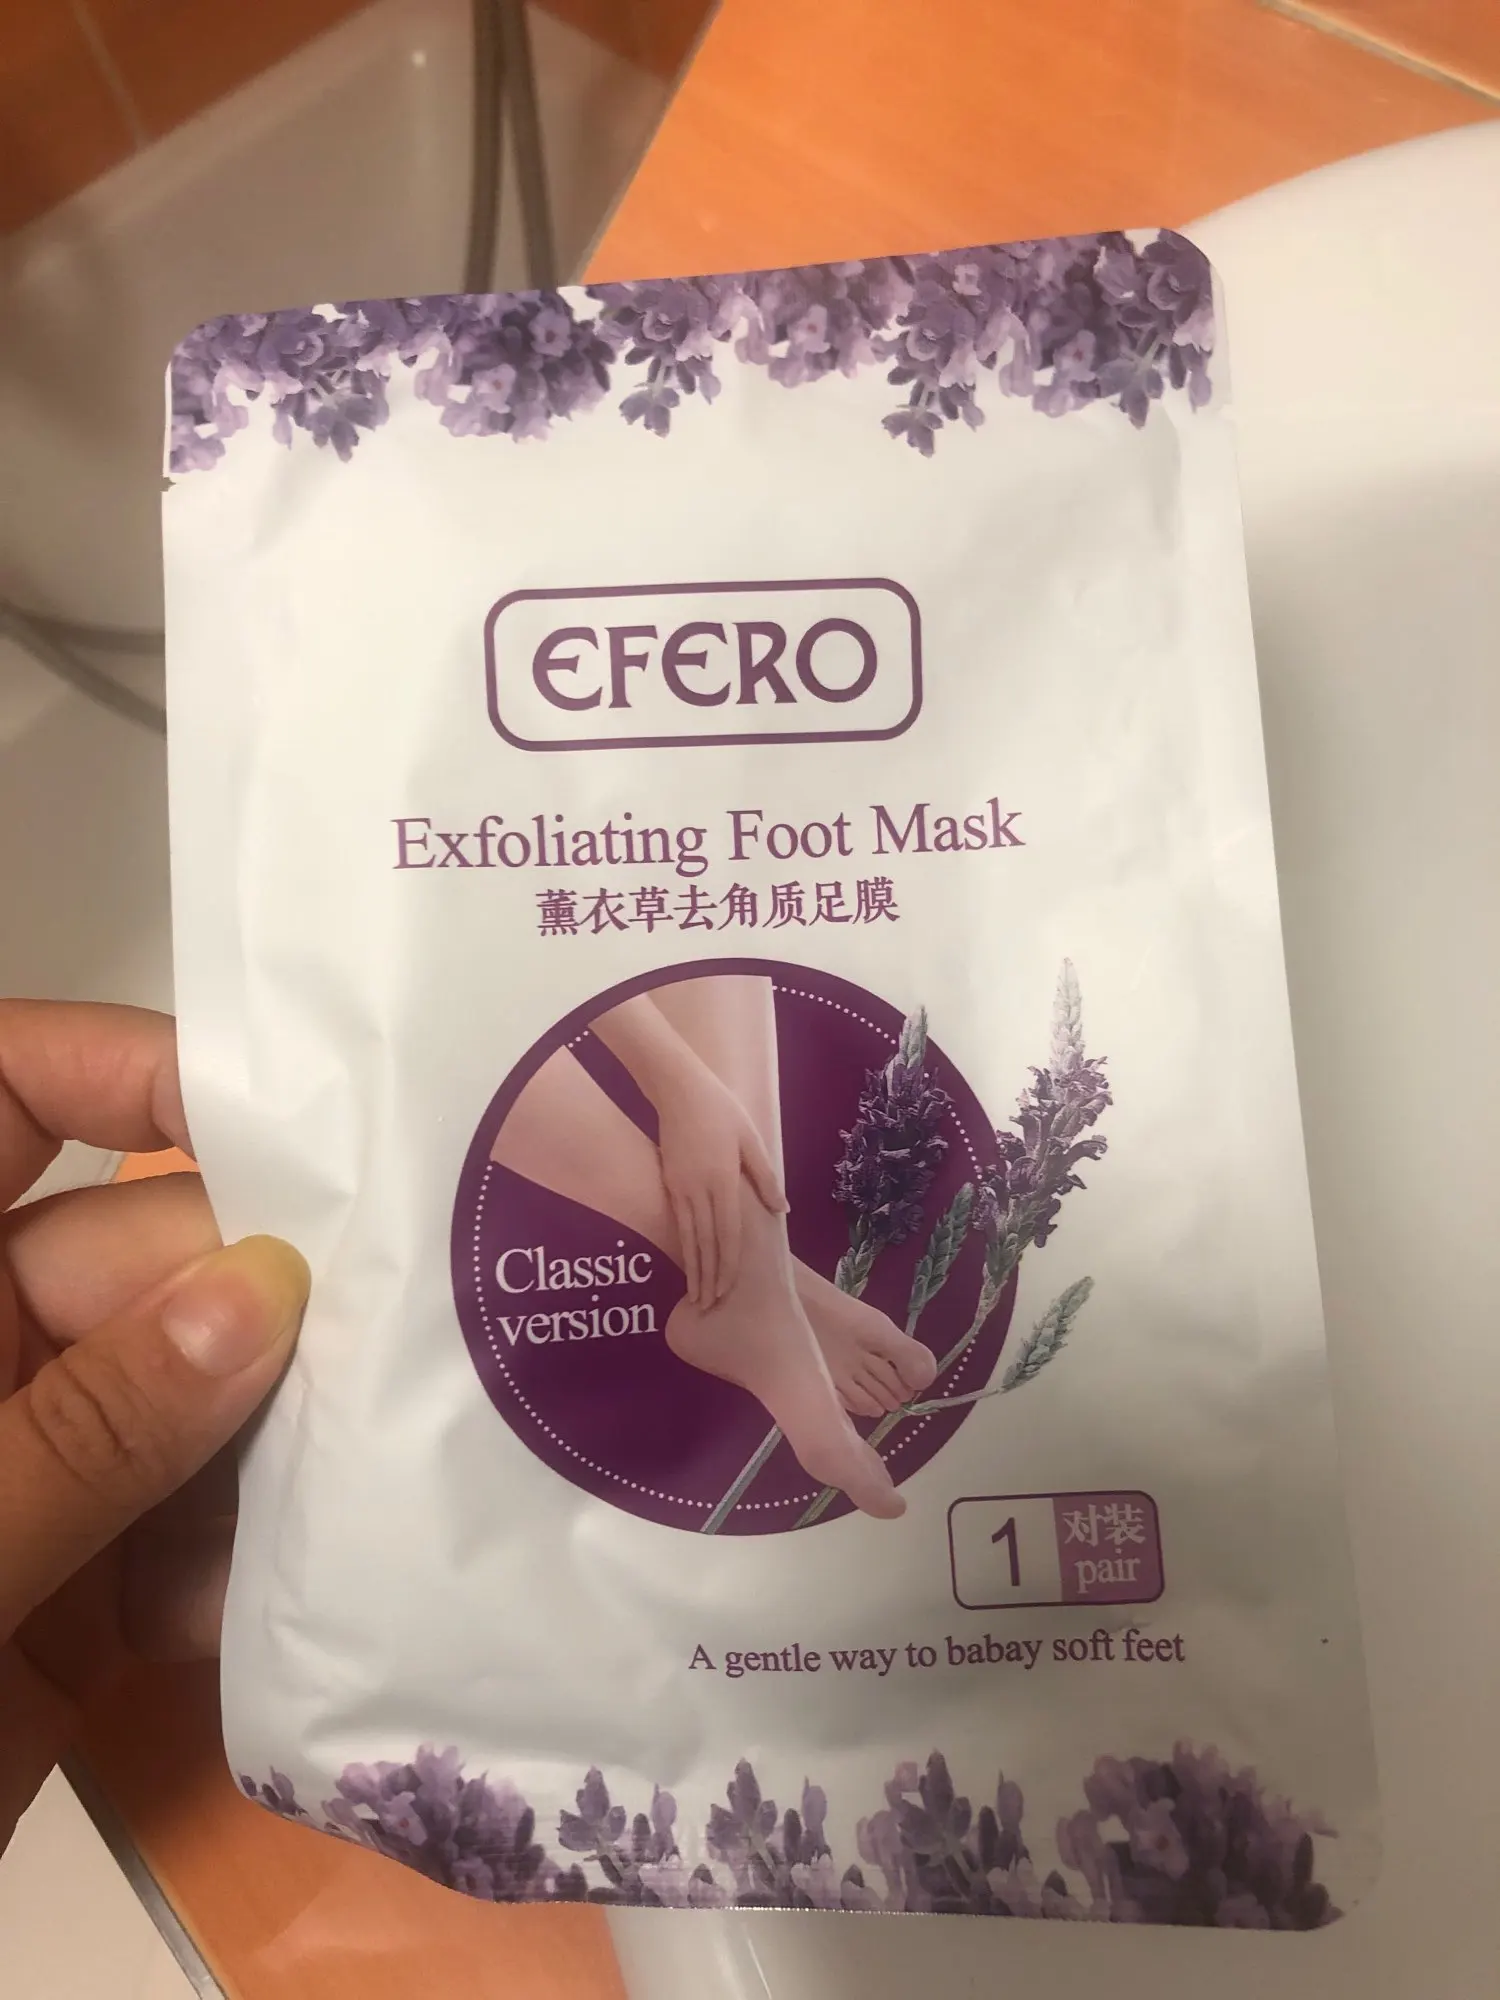 EFERO
Exfoliating Foot Mask
薰衣草去角质足膜
Classic
version
1 对装
pair
A gentle way to babay soft feet